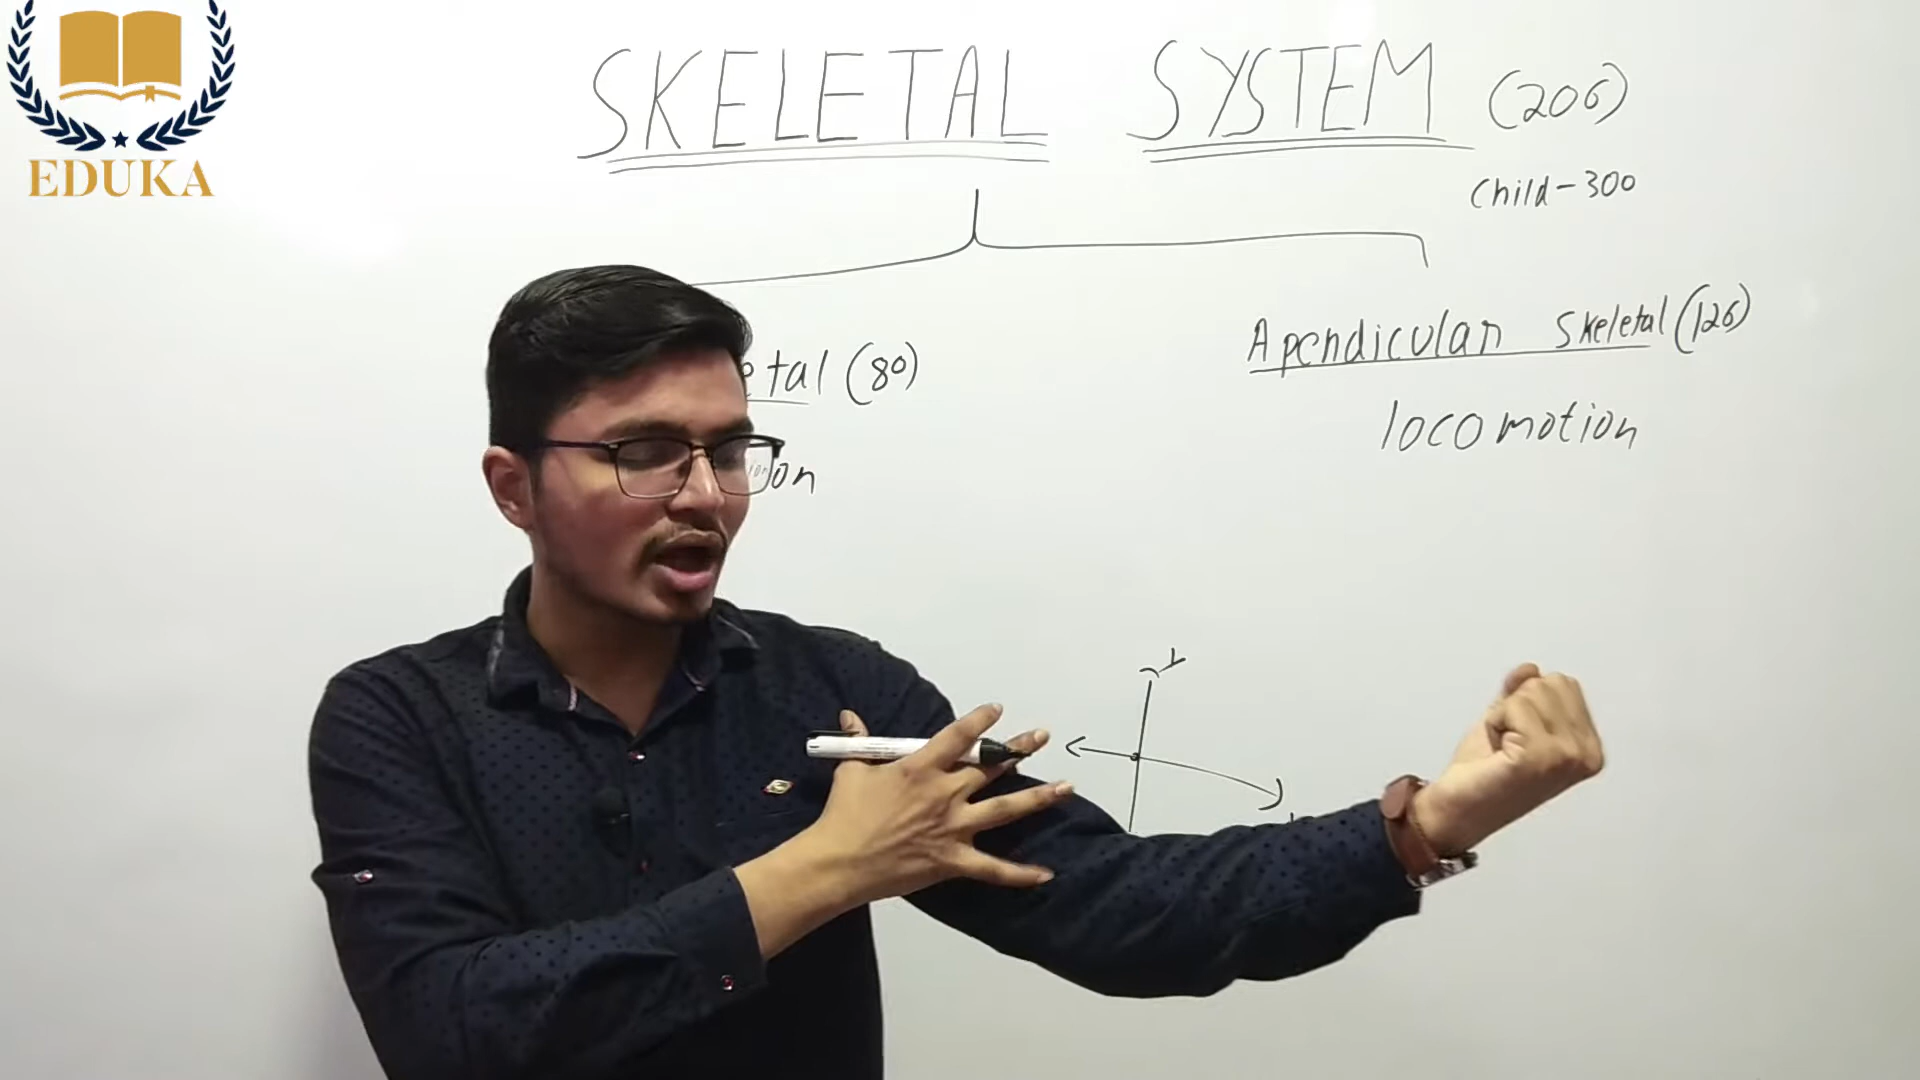 EDUKA
SKELETAL SYSTEM (206)
Child-300
etal (80)
Apendicular Skeletal (126)
on
locomotion